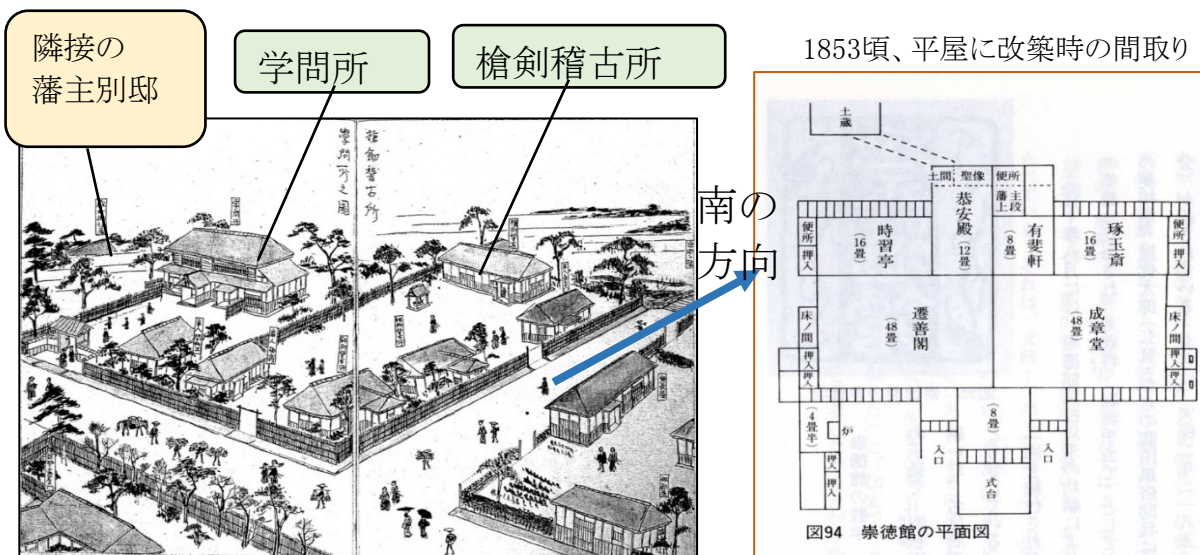 隣接の
藩主別邸
学問所
槍剣稽古所
1853頃、平屋に改築時の間取り
槍剣稽古所
学問所之圖
南の
方向
土蔵
土間
聖像
便所
恭安殿
(12畳)
藩主
上段
有斐軒
(8畳)
便所
押入
時習亭
(16畳)
琢玉斎
(16畳)
便所
押入
床ノ間
押入
押入
遷善閣
(48畳)
成章堂
(48畳)
床ノ間
押入
押入
(4畳半)
炉
押入
押入
入口
(8畳)
式台
入口
図94 崇徳館の平面図